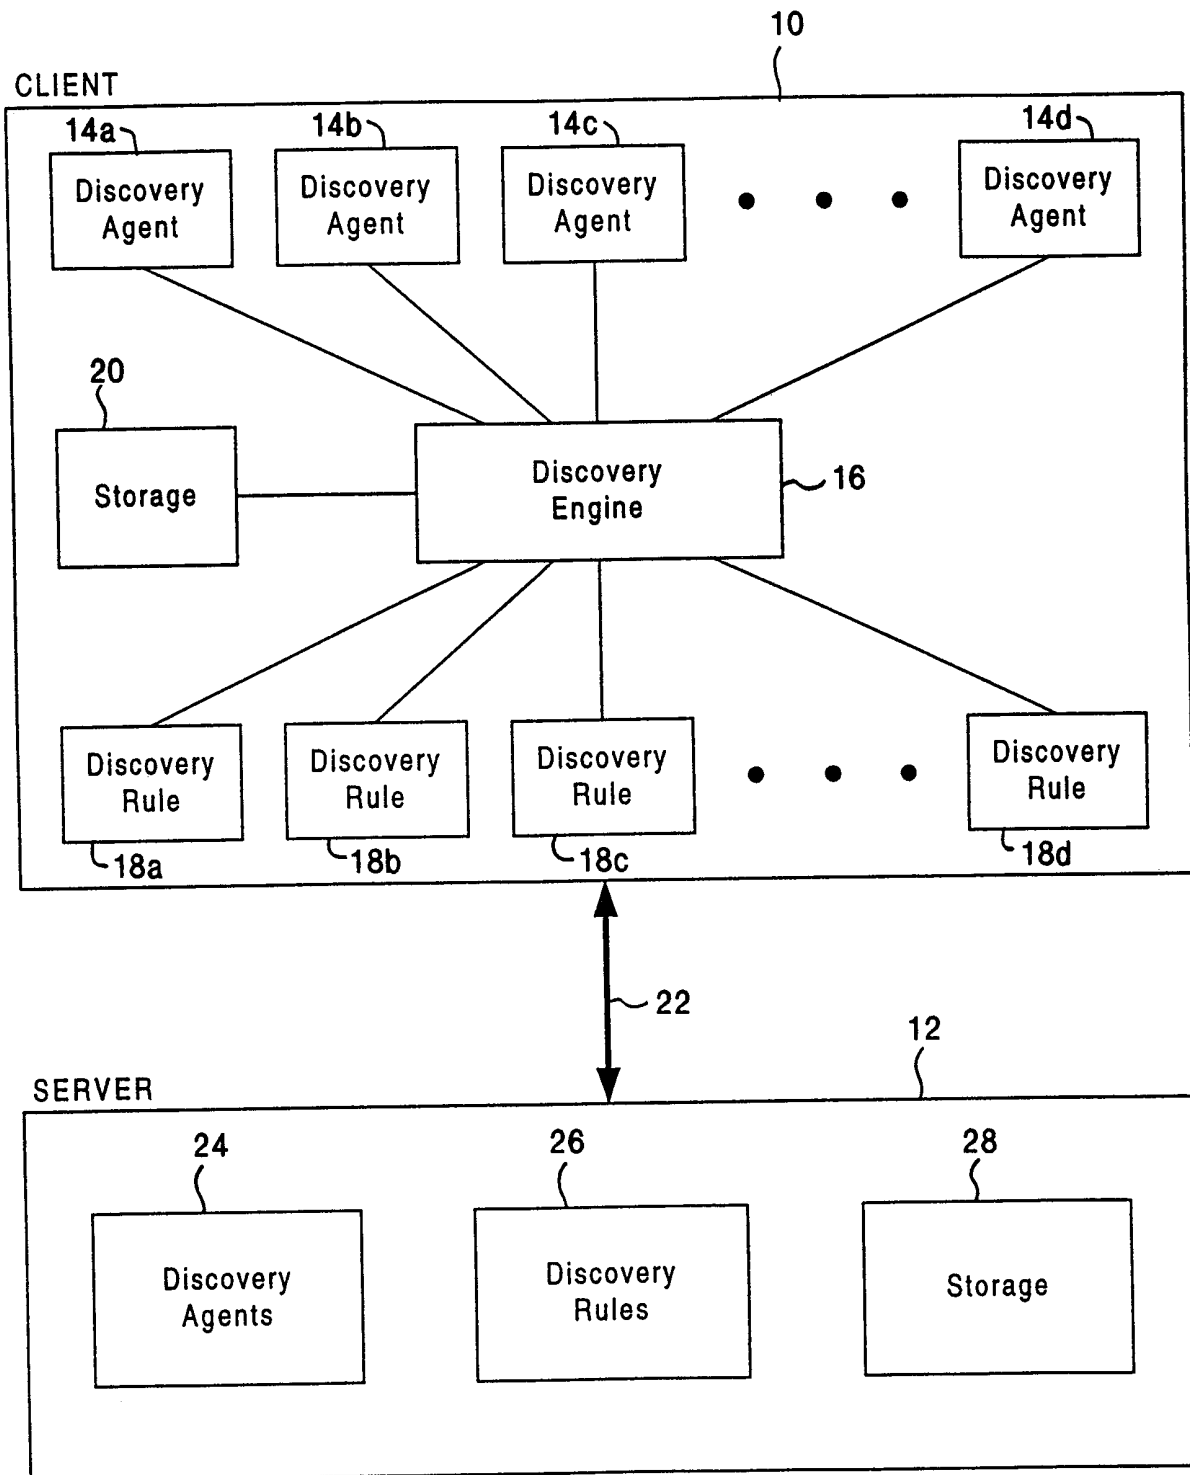 10
CLIENT
14a 14b 14c 14d
Discovery Agent
Discovery Agent
Discovery Agent
Discovery Agent
20
Storage
Discovery Engine
16
Discovery Rule
Discovery Rule
Discovery Rule
Discovery Rule
18a 18b 18c 18d
22
12
SERVER
24 26 28
Discovery Agents
Discovery Rules
Storage